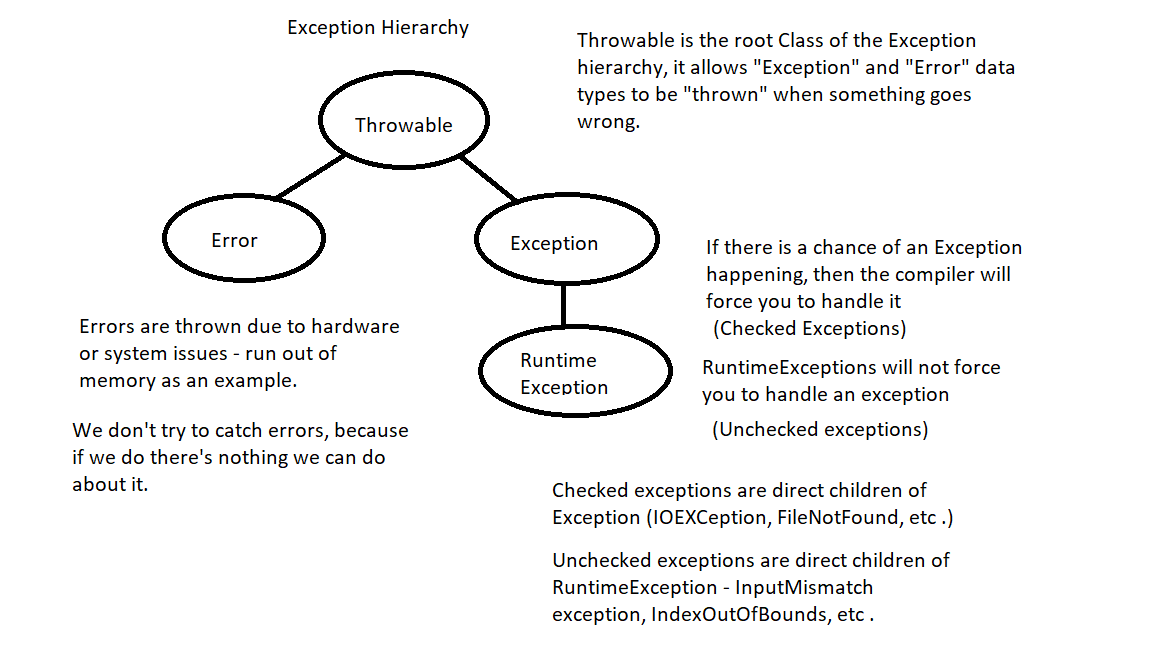 Exception Hierarchy
Throwable is the root Class of the Exception
hierarchy, it allows "Exception" and "Error" data
types to be "thrown" when something goes
wrong.
Throwable
Error
Exception
If there is a chance of an Exception
happening, then the compiler will
force you to handle it
(Checked Exceptions)
Errors are thrown due to hardware
or system issues - run out of
memory as an example.
Runtime
Exception
RuntimeExceptions will not force
you to handle an exception
(Unchecked exceptions)
We don't try to catch errors, because
if we do there's nothing we can do
about it.
Checked exceptions are direct children of
Exception (IOEXCeption, FileNotFound, etc .)
Unchecked exceptions are direct children of
RuntimeException - InputMismatch
exception, IndexOutOfBounds, etc .